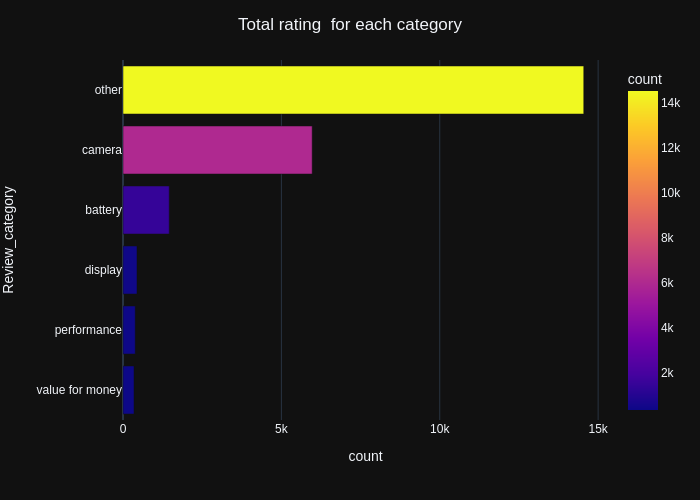 Total rating  for each category
count
14k
12k
10k
8k
6k
4k
2k
Review_category
other
camera
battery
display
performance
value for money
0 5k 10k 15k
count